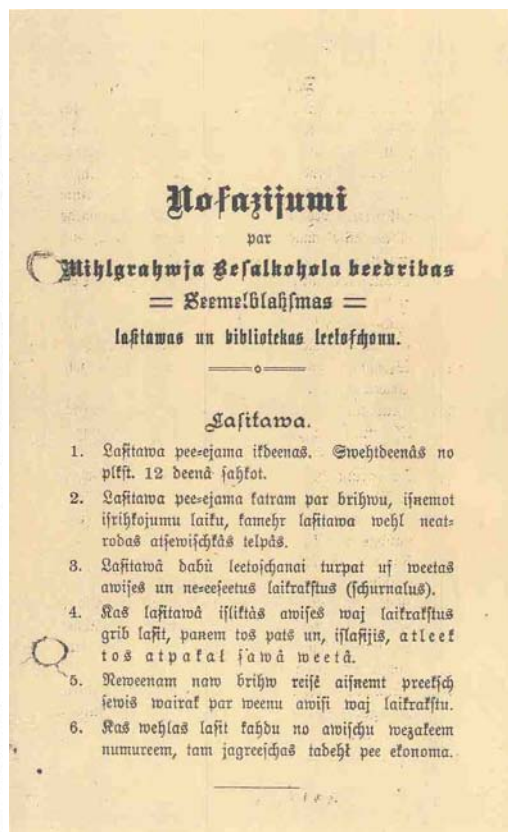 Nosazijumi
par
Mihlgrahwja Besalkohola beedribas
= Seemelblahsmas =
lasitawas un bibliotekas leetoschonu.
Lasitawa.
1. Lasitawa pee=ejama ikdeenas. Swehtdeenâs no
plkst. 12 deenâ sahkot.
2. Lasitawa pee=ejama katram par brihwu, isnemot
isrihkojumu laiku, kamehr lasitawa wehl neat=
rodas atsewischkâs telpâs.
3. Lasitawâ dabû leetoschanai turpat us weetas
awises un ne=eeseetus laikrakstus (schurnalus).
4. Kas lasitawâ isliktàs awises waj laikrakstus
grib lasit, panem tos pats un, islasijis, atleek
tos atpakal sawâ weetâ.
5. Neweenam naw brihw reisê aisnemt preeksch
sewis wairak par weenu awisi waj laikrakstu.
6. Kas wehlas lasit kahdu no awischu wezakeem
numureem, tam jagreeschas tadehl pee ekonoma.